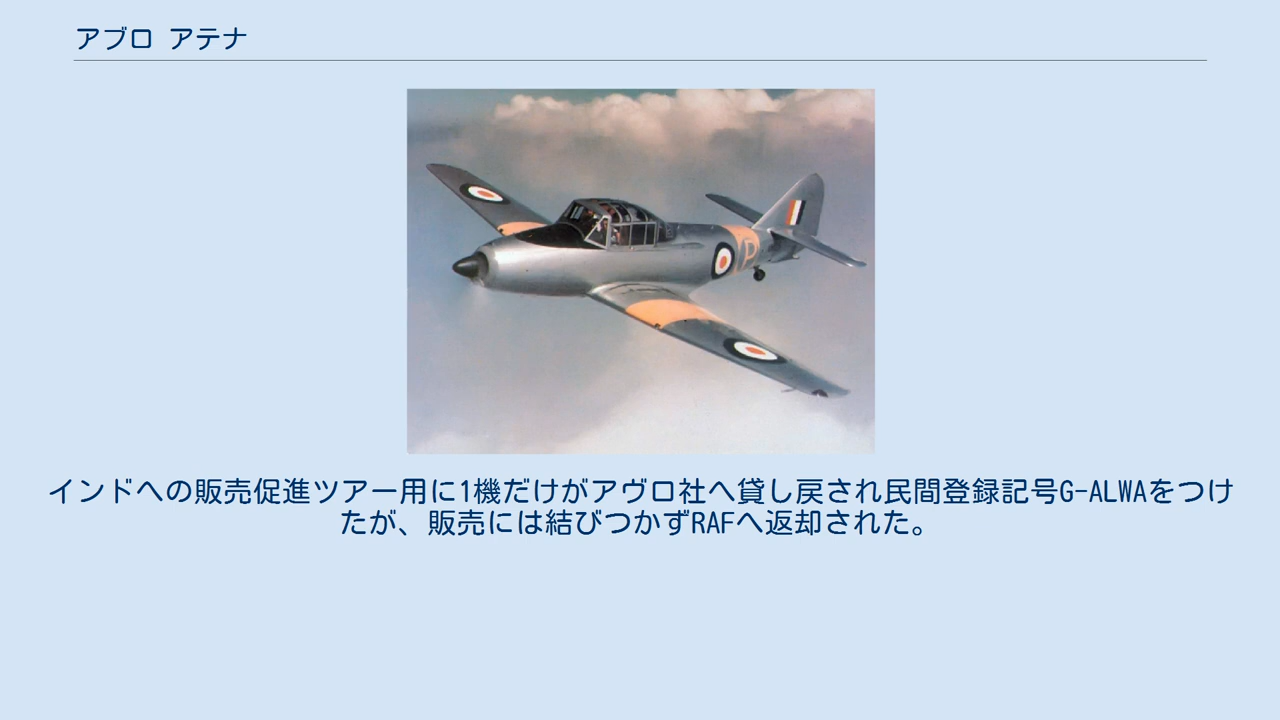 アブロ アテナ
P
インドへの販売促進ツアー用に1機だけがアヴロ社へ貸し戻され民間登録記号G-ALWAをつけ
たが、販売には結びつかずRAFへ返却された。